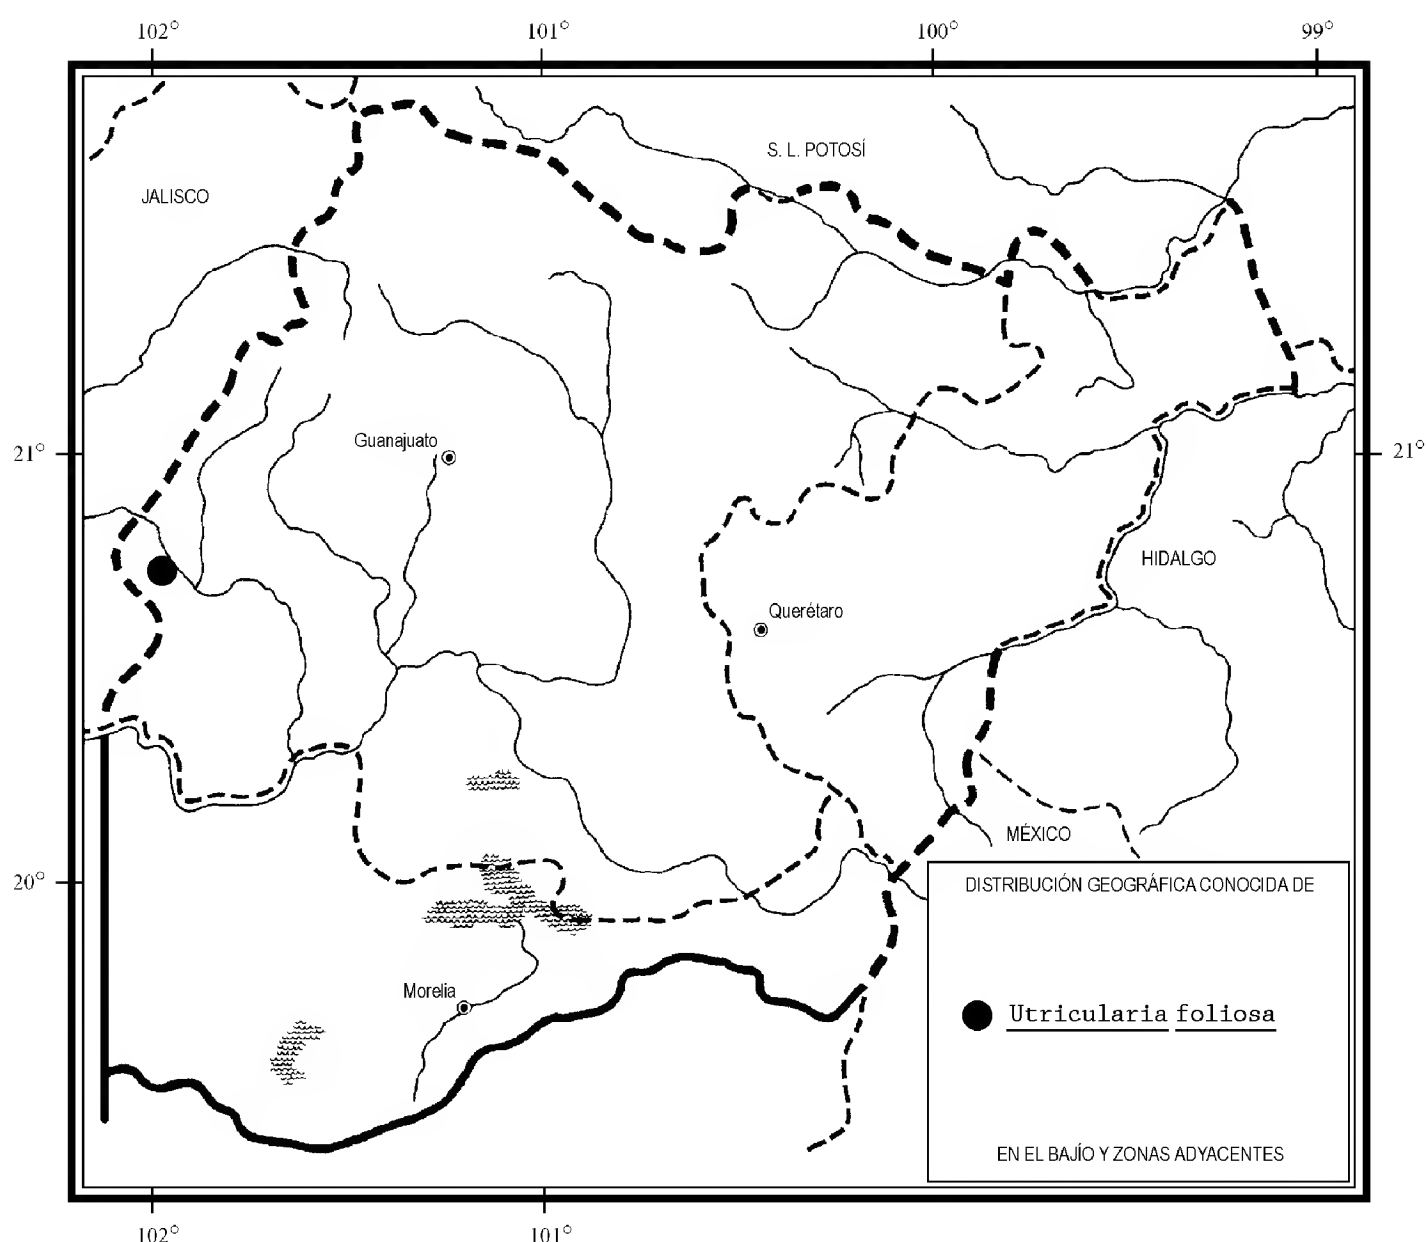 102° 101° 100° 99°
S. L. POTOSÍ
JALISCO
Guanajuato
21° 21°
HIDALGO
Querétaro
MÉXICO
20°
DISTRIBUCIÓN GEOGRÁFICA CONOCIDA DE
Morelia
Utricularia foliosa
EN EL BAJÍO Y ZONAS ADYACENTES
102° 101°